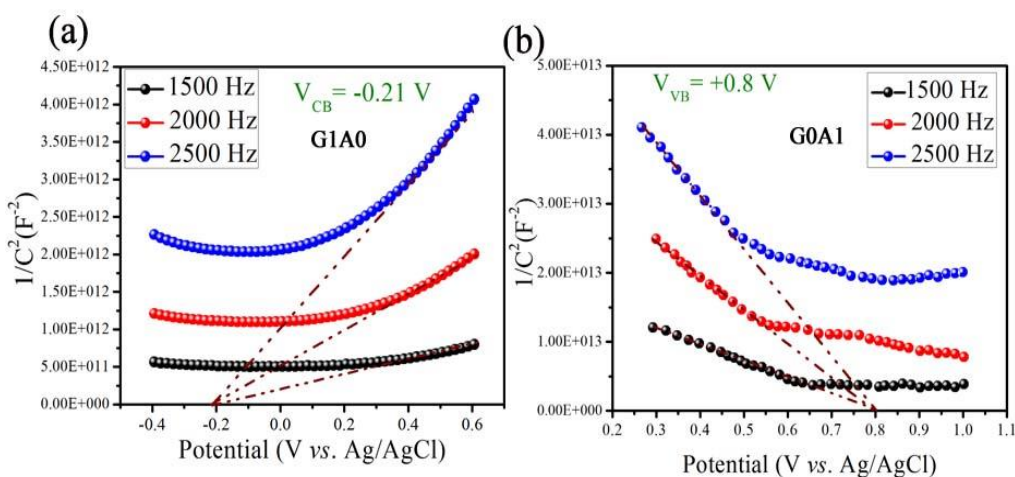 (a)
4.50E+012
4.00E+012
3.50E+012
3.00E+012
2.50E+012
2.00E+012
1.50E+012
1.00E+012
5.00E+011
0.00E+000
1/C²(F⁻²)
1500 Hz
2000 Hz
2500 Hz
V_CB= -0.21 V
G1A0
-0.4 -0.2 0.0 0.2 0.4 0.6
Potential (V vs. Ag/AgCl)
(b)
5.00E+013
4.00E+013
3.00E+013
2.00E+013
1.00E+013
0.00E+000
1/C²(F⁻²)
V_VB= +0.8 V
G0A1
1500 Hz
2000 Hz
2500 Hz
0.2 0.3 0.4 0.5 0.6 0.7 0.8 0.9 1.0 1.1
Potential (V vs. Ag/AgCl)